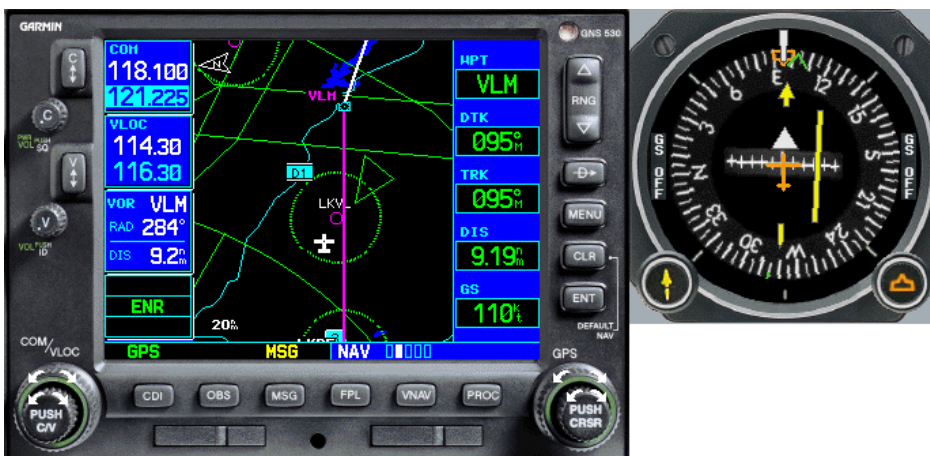 GARMIN
GNS 530
COM
118.100
121.225
VLOC
114.30
116.30
VOR VLM
RAD 284°
DIS 9.2nm
ENR
GPS
MSG
NAV
N
VLM
D1
LKVL
20nm
WPT
VLM
DTK
095°M
TRK
095°M
DIS
9.19nm
GS
110kt
C
C
PWR PUSH
VOL SQ
V
V
VOL PUSH
ID
COM/VLOC
PUSH
C/V
RNG
D
MENU
CLR
ENT
DEFAULT
NAV
GPS
PUSH
CRSR
CDI
OBS
MSG
FPL
VNAV
PROC
E
12
15
21
24
W
30
33
N
3
6
GS OFF
GS OFF